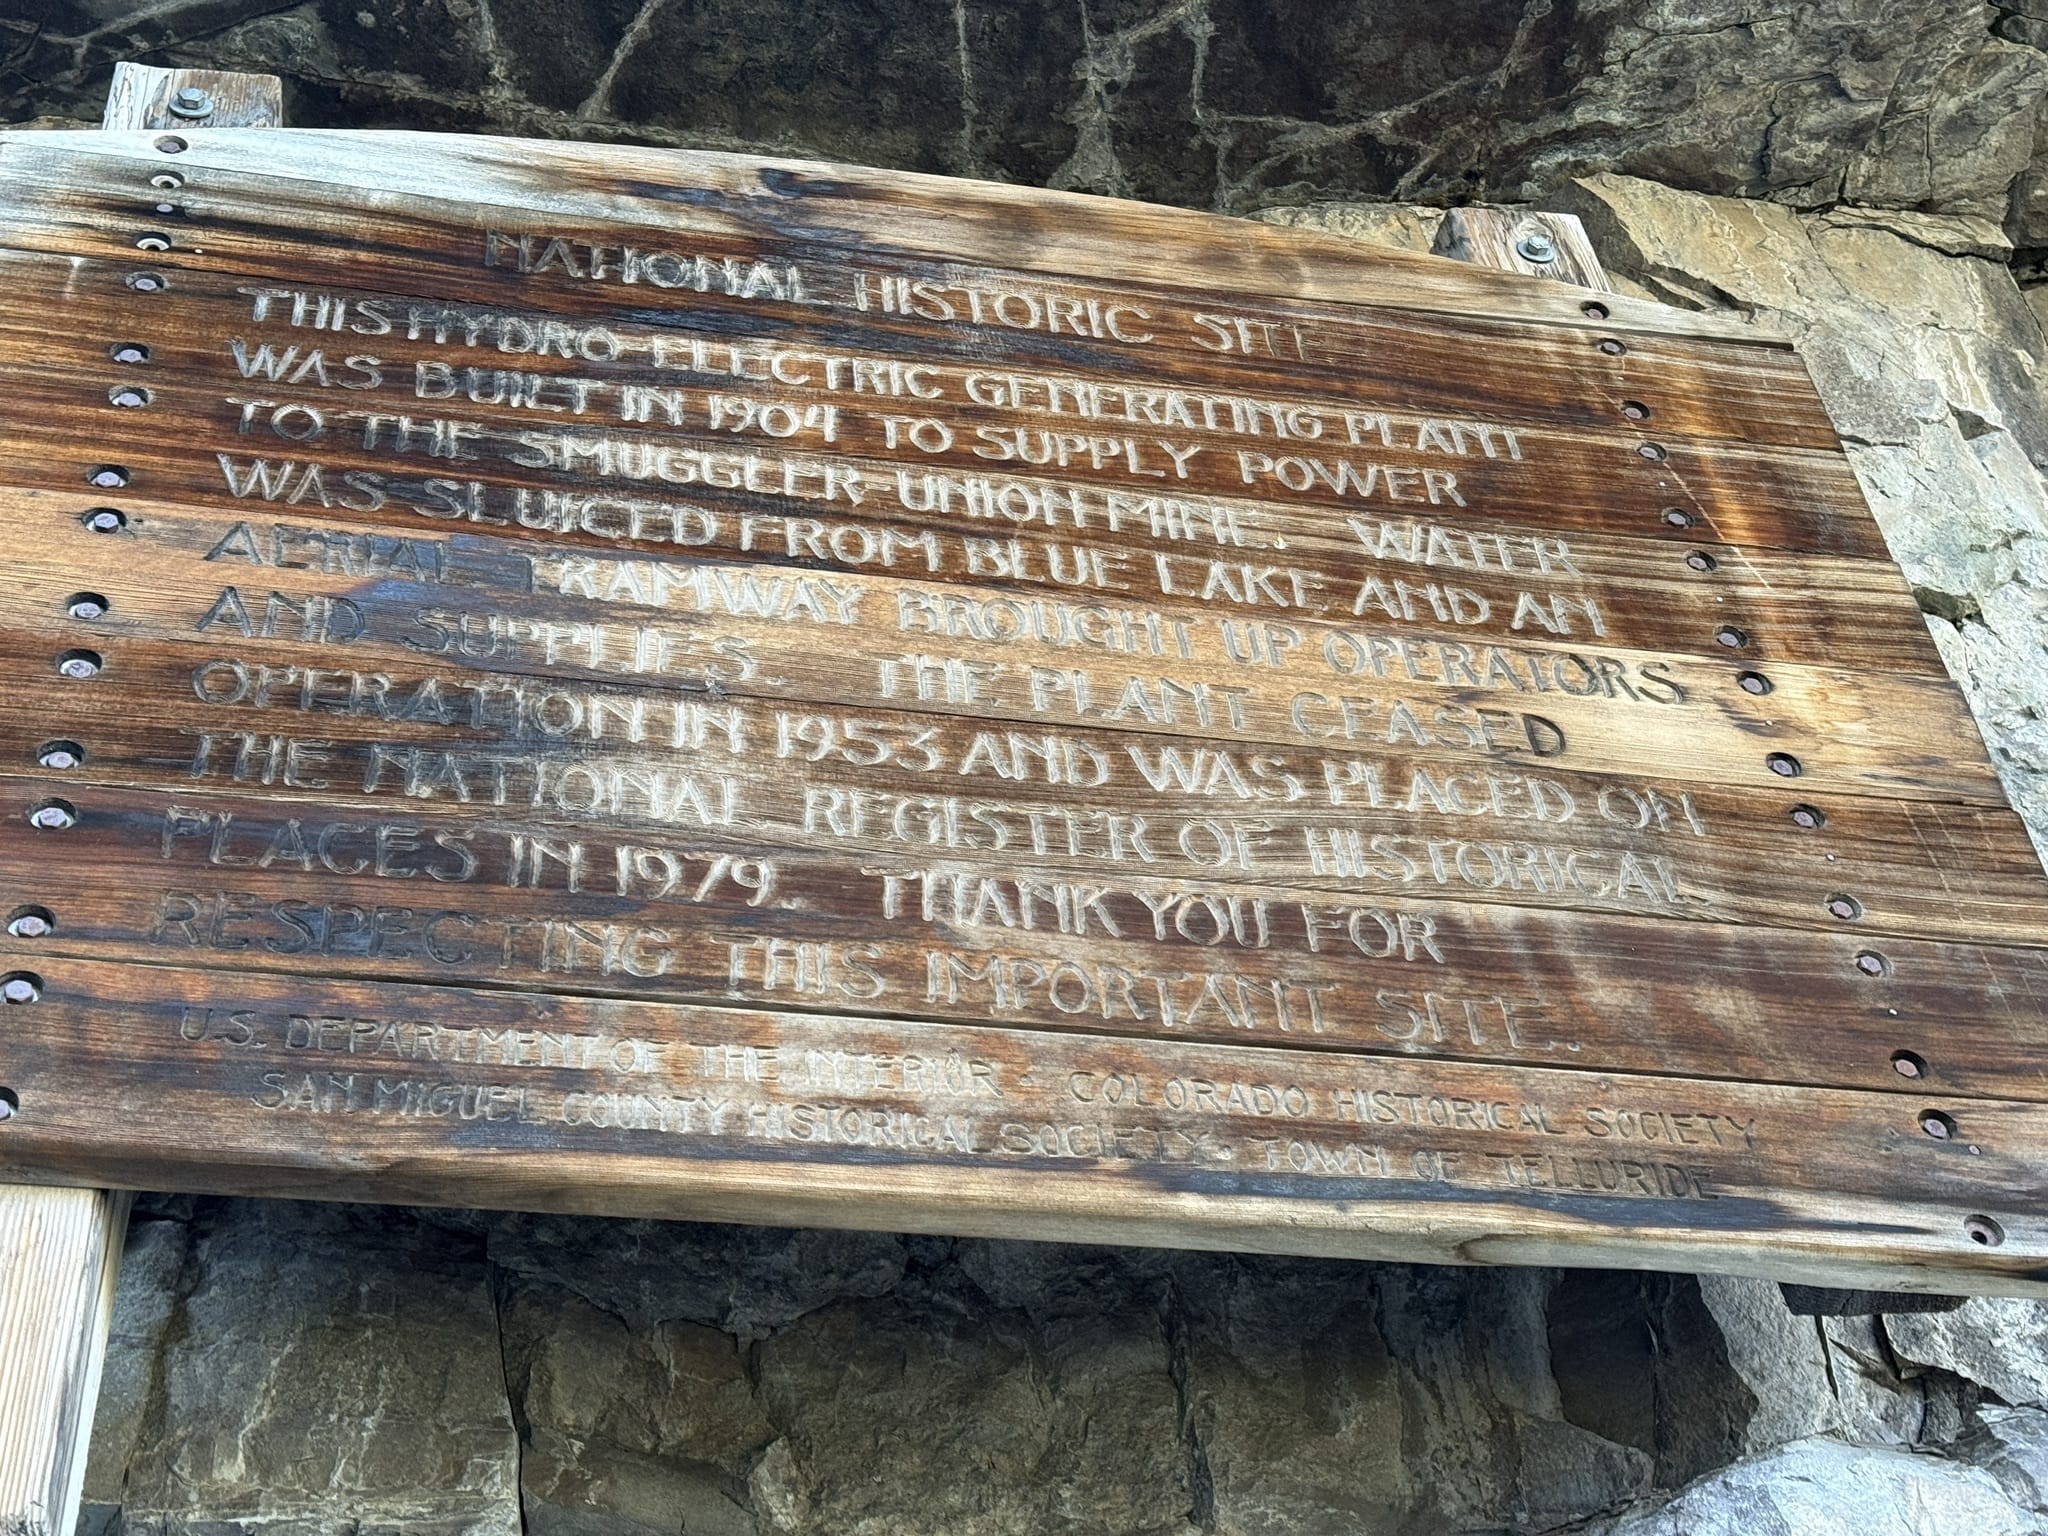 NATIONAL HISTORIC SITE
THIS HYDRO-ELECTRIC GENERATING PLANT
WAS BUILT IN 1904 TO SUPPLY POWER
TO THE SMUGGLER-UNION MINE. WATER
WAS SLUICED FROM BLUE LAKE AND AN
AERIAL TRAMWAY BROUGHT UP OPERATORS
AND SUPPLIES. THE PLANT CEASED
OPERATION IN 1953 AND WAS PLACED ON
THE NATIONAL REGISTER OF HISTORICAL
PLACES IN 1979. THANK YOU FOR
RESPECTING THIS IMPORTANT SITE.
U.S. DEPARTMENT OF THE INTERIOR · COLORADO HISTORICAL SOCIETY
SAN MIGUEL COUNTY HISTORICAL SOCIETY · TOWN OF TELLURIDE